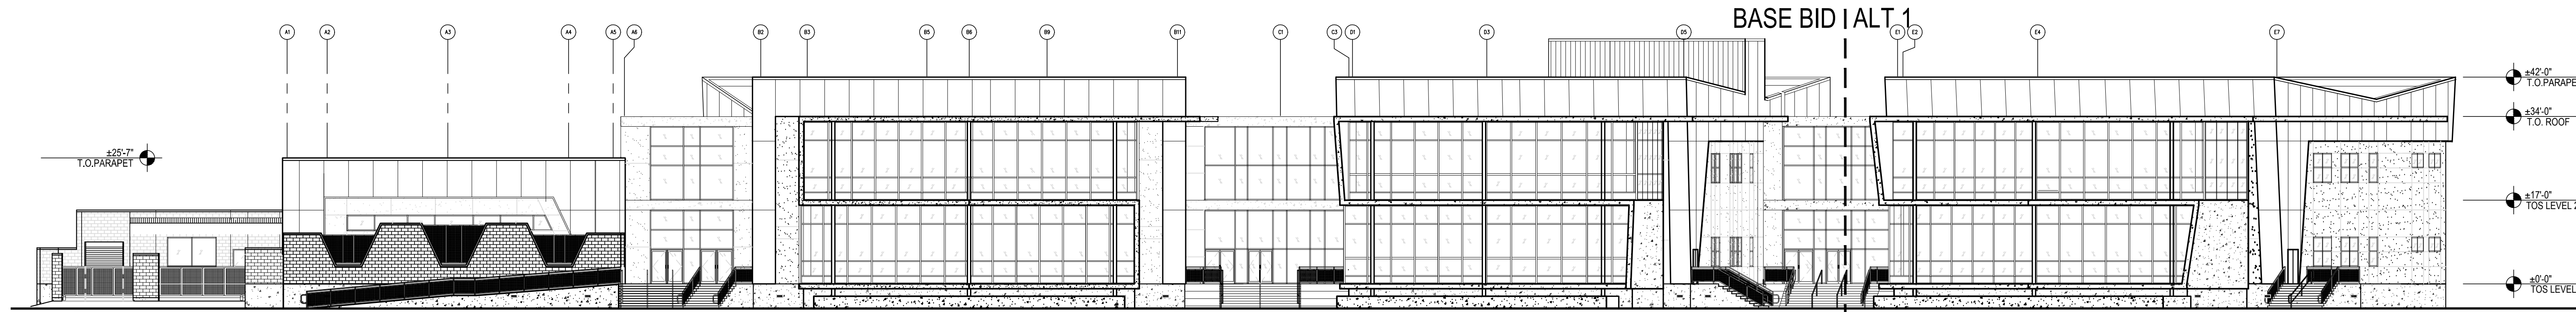 BASE BID ALT 1
A1 A2 A3 A4 A5 A6 B2 B3 B5 B6 B9 B11 C1 C3 D1 D3 D5 E1 E2 E4 E7
±42'-0"
T.O.PARAPE
±34'-0"
T.O. ROOF
±25'-7"
T.O.PARAPET
±17'-0"
TOS LEVEL 2
±0'-0"
TOS LEVEL